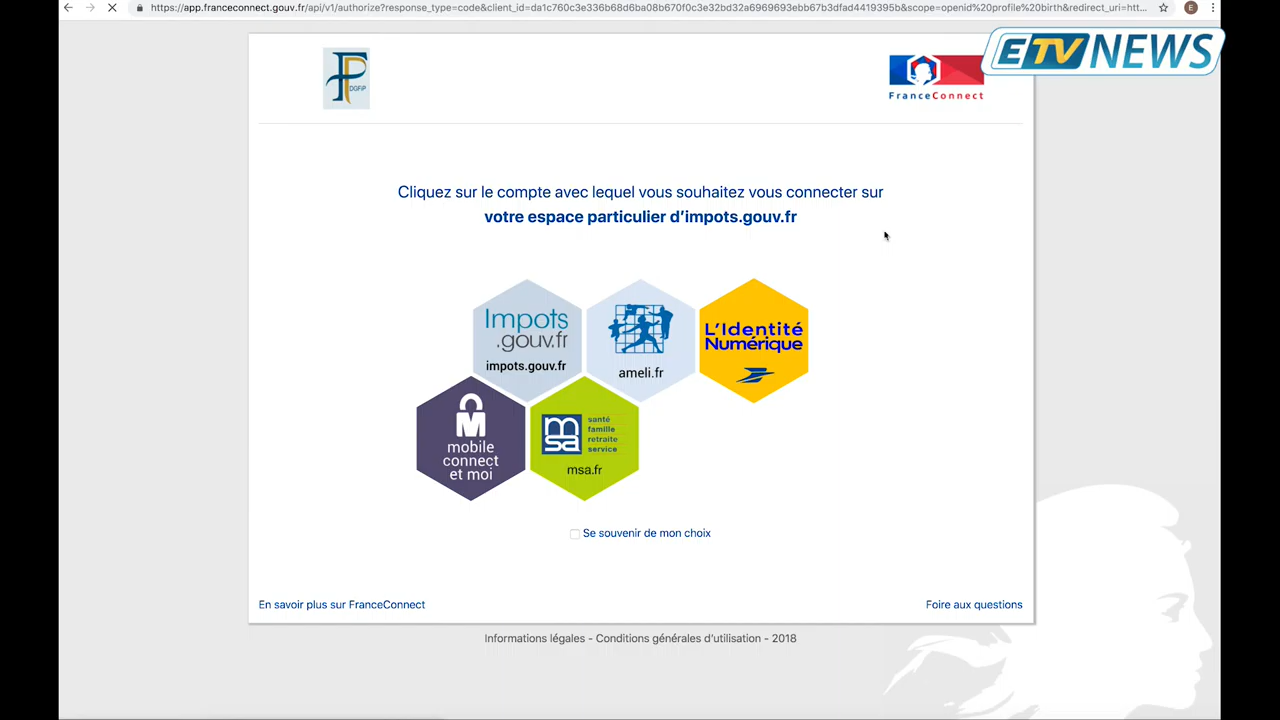 https://app.franceconnect.gouv.fr/api/v1/authorize?response_type=code&client_id=da1c760c3e336b68d6ba08b670f0c3e32bd32a6969693ebb67b3dfad4419395b&scope=openid%20profile%20birth&redirect_uri=htt...
E
ETV NEWS
FP
DGFiP
FranceConnect
Cliquez sur le compte avec lequel vous souhaitez vous connecter sur
votre espace particulier d'impots.gouv.fr
Impots
.gouv.fr
impots.gouv.fr
ameli.fr
L'Identité
Numérique
M
mobile
connect
et moi
msa
santé
famille
retraite
service
msa.fr
Se souvenir de mon choix
En savoir plus sur FranceConnect
Foire aux questions
Informations légales - Conditions générales d'utilisation - 2018